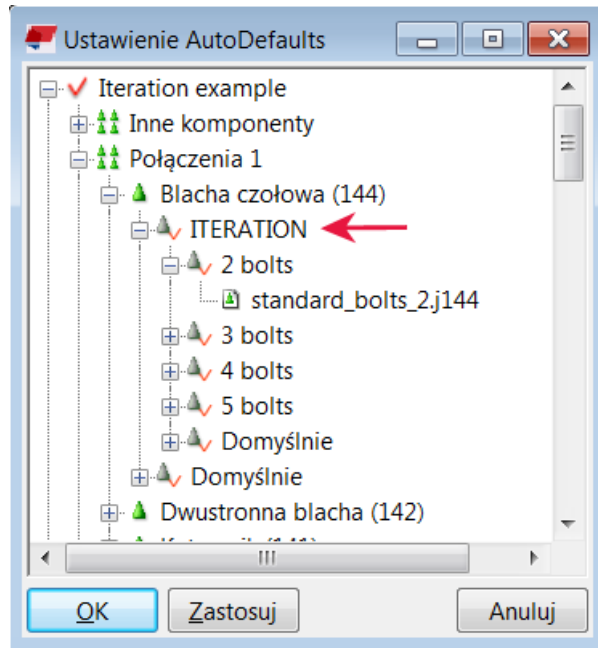 Ustawienie AutoDefaults
Iteration example
Inne komponenty
Połączenia 1
Blacha czołowa (144)
ITERATION
2 bolts
standard_bolts_2.j144
3 bolts
4 bolts
5 bolts
Domyślnie
Domyślnie
Dwustronna blacha (142)
OK Zastosuj Anuluj